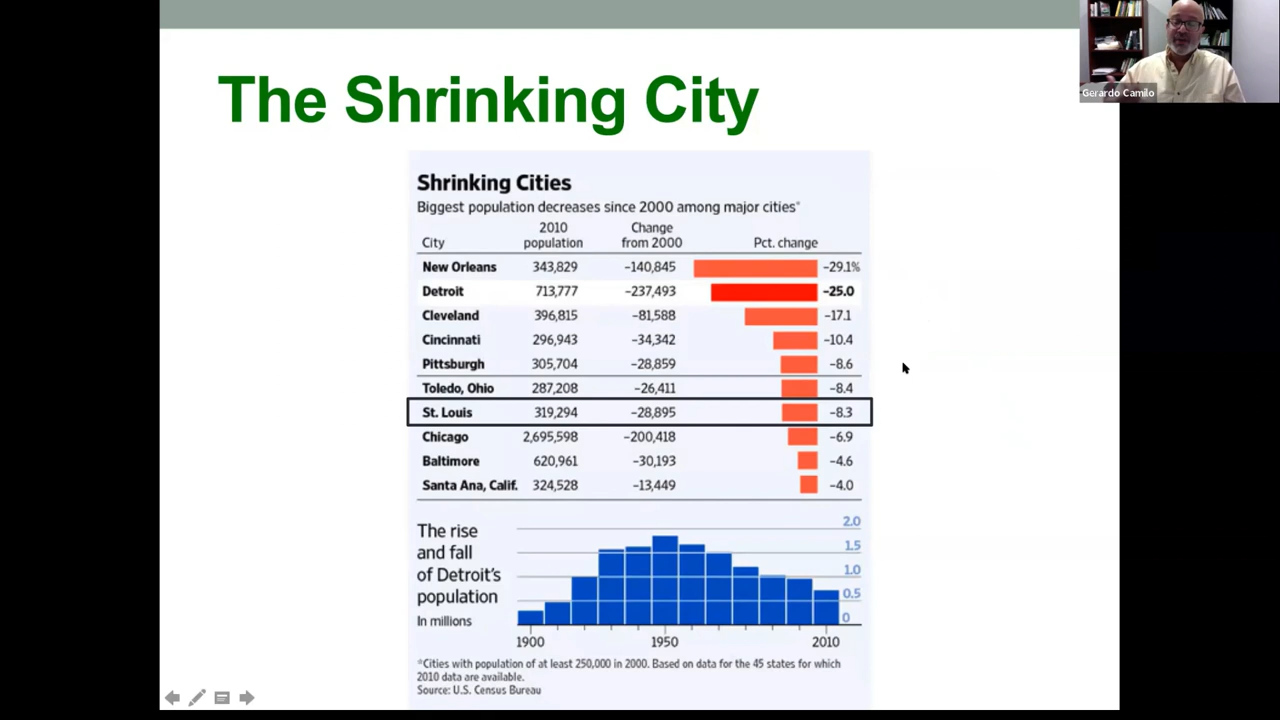 The Shrinking City
Gerardo Camilo
Shrinking Cities
Biggest population decreases since 2000 among major cities*
City 2010 population Change from 2000 Pct. change
New Orleans 343,829 –140,845 –29.1%
Detroit 713,777 –237,493 –25.0
Cleveland 396,815 –81,588 –17.1
Cincinnati 296,943 –34,342 –10.4
Pittsburgh 305,704 –28,859 –8.6
Toledo, Ohio 287,208 –26,411 –8.4
St. Louis 319,294 –28,895 –8.3
Chicago 2,695,598 –200,418 –6.9
Baltimore 620,961 –30,193 –4.6
Santa Ana, Calif. 324,528 –13,449 –4.0
The rise
and fall
of Detroit's
population
In millions
2.0
1.5
1.0
0.5
0
1900 1950 2010
*Cities with population of at least 250,000 in 2000. Based on data for the 45 states for which
2010 data are available.
Source: U.S. Census Bureau